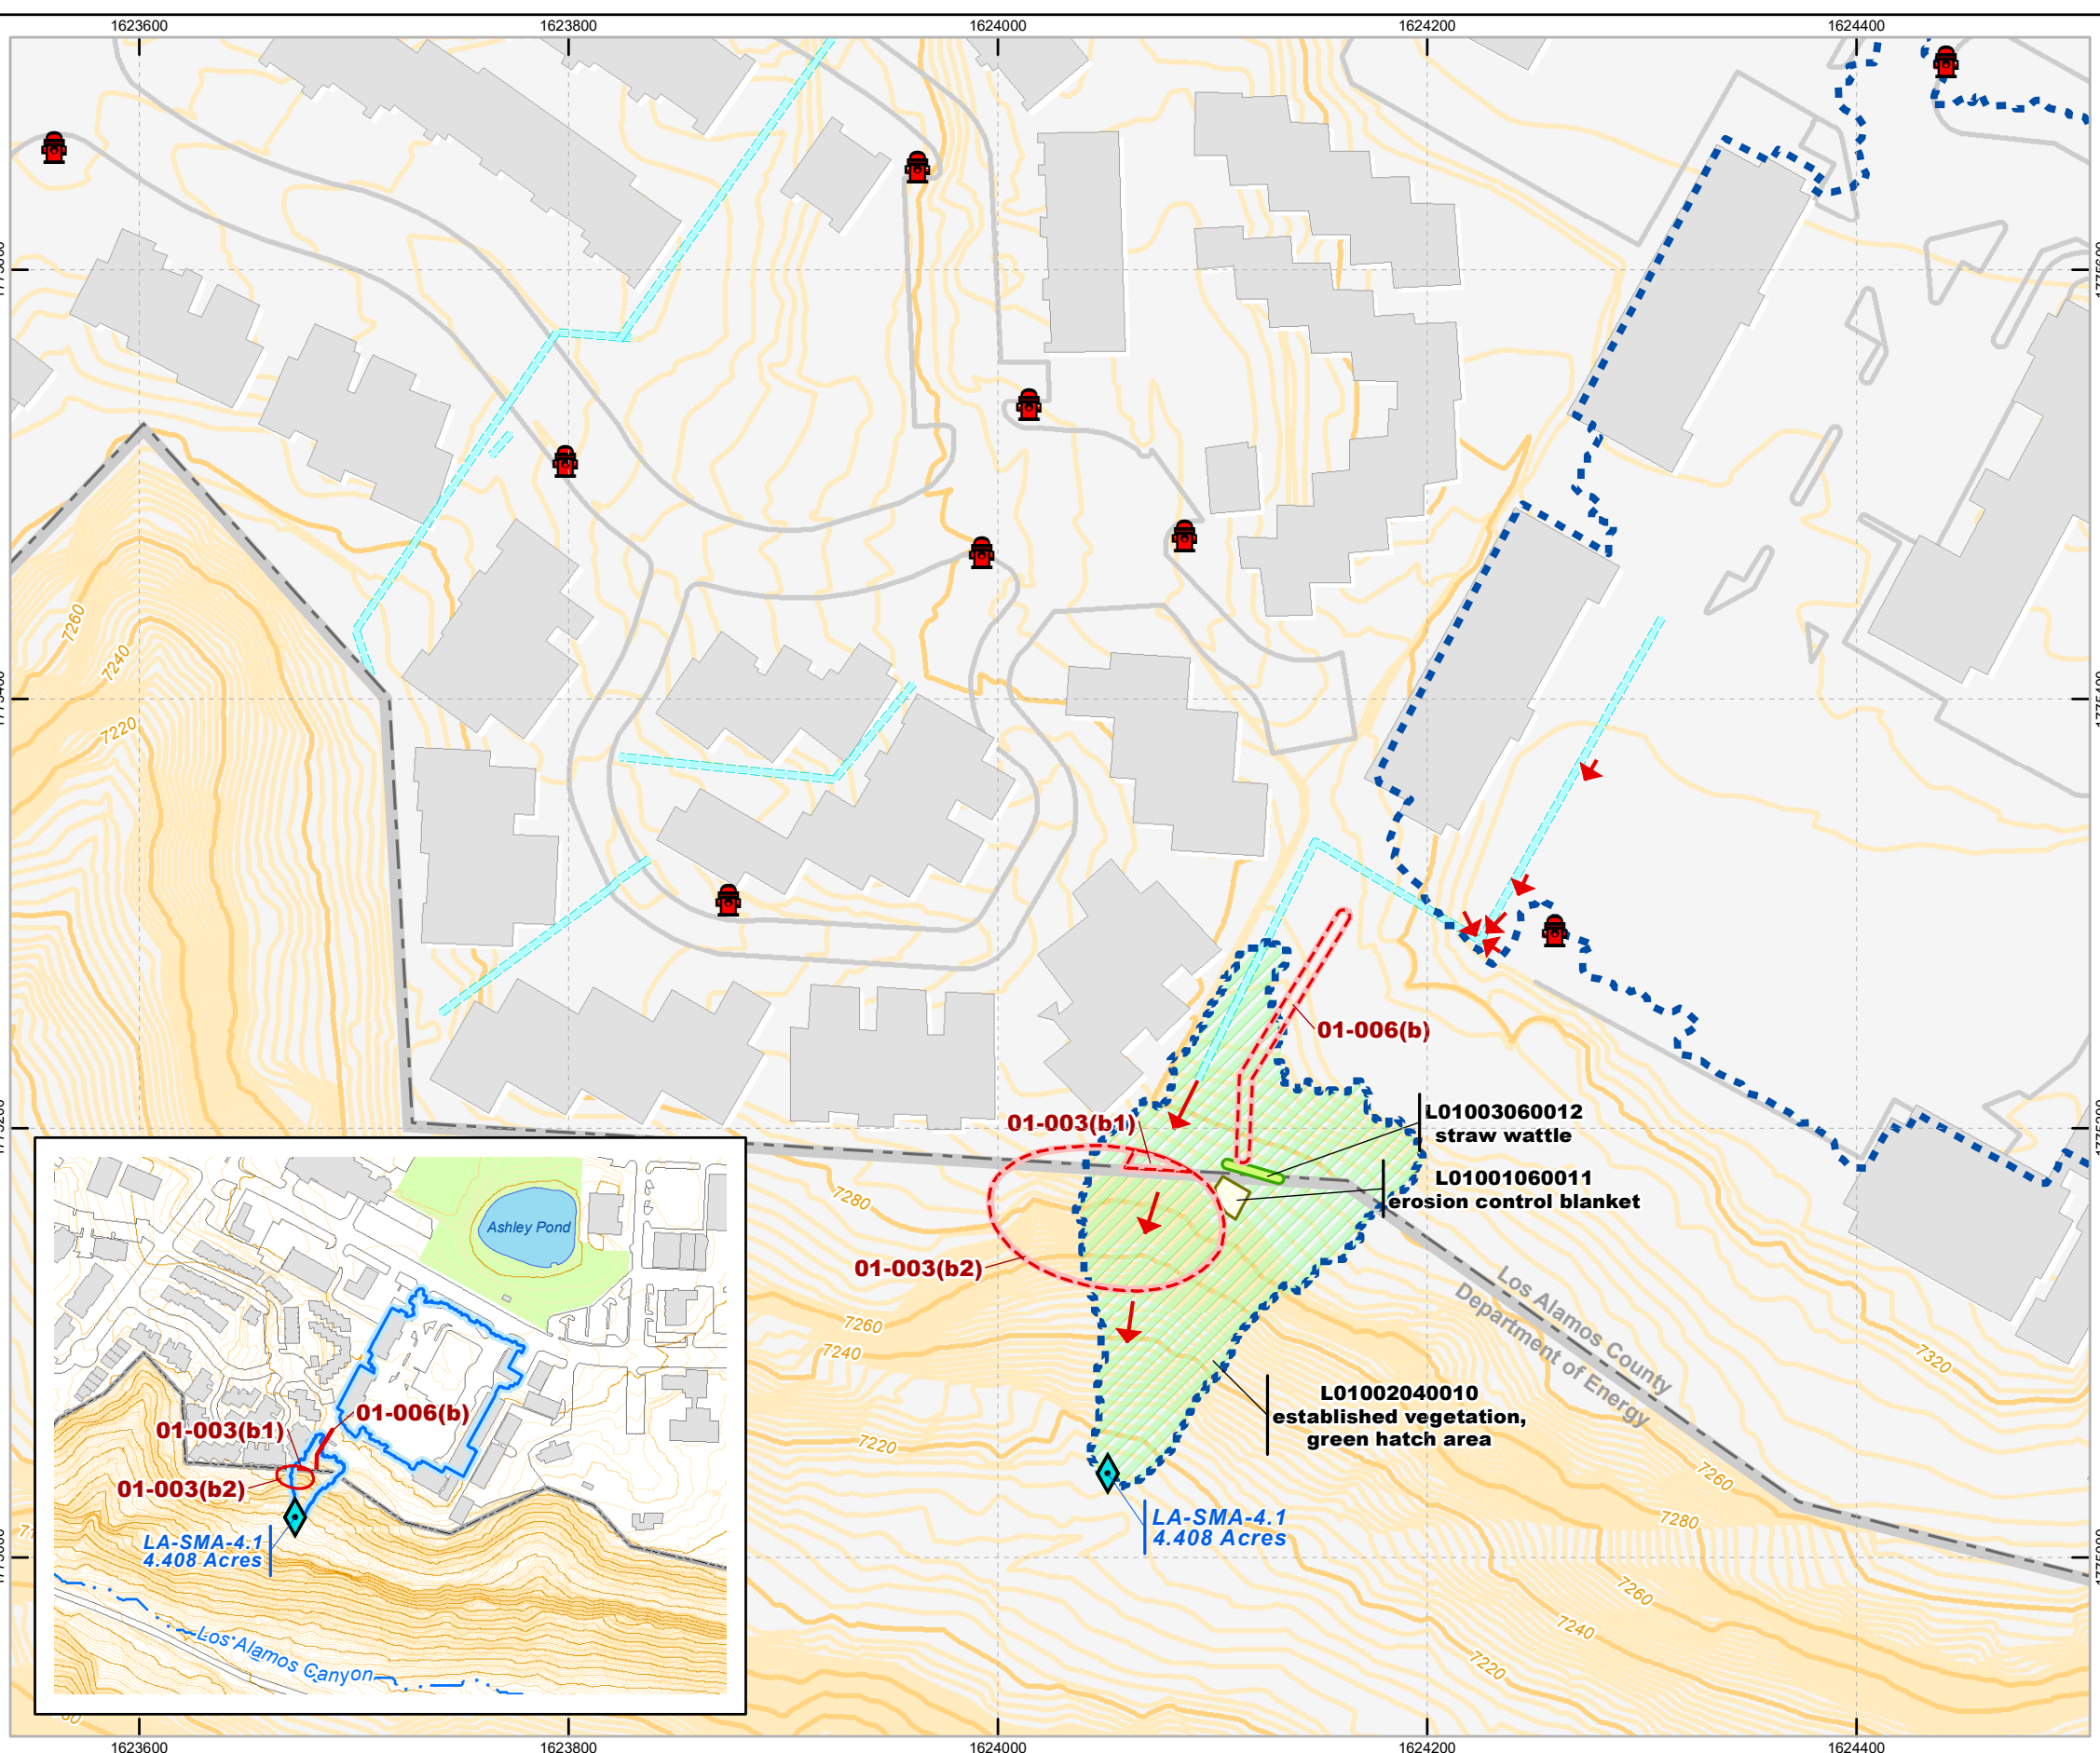 1623600 1623800 1624000 1624200 1624400
7260
7240
7220
01-006(b)
01-003(b1)
L01003060012
straw wattle
L01001060011
erosion control blanket
7280
01-003(b2)
7260
7240
Los Alamos County
Department of Energy
7320
L01002040010
established vegetation,
green hatch area
7220
7260
7280
LA-SMA-4.1
4.408 Acres
7260
7240
7220
Ashley Pond
01-006(b)
01-003(b1)
01-003(b2)
LA-SMA-4.1
4.408 Acres
Los Alamos Canyon
1623600 1623800 1624000 1624200 1624400